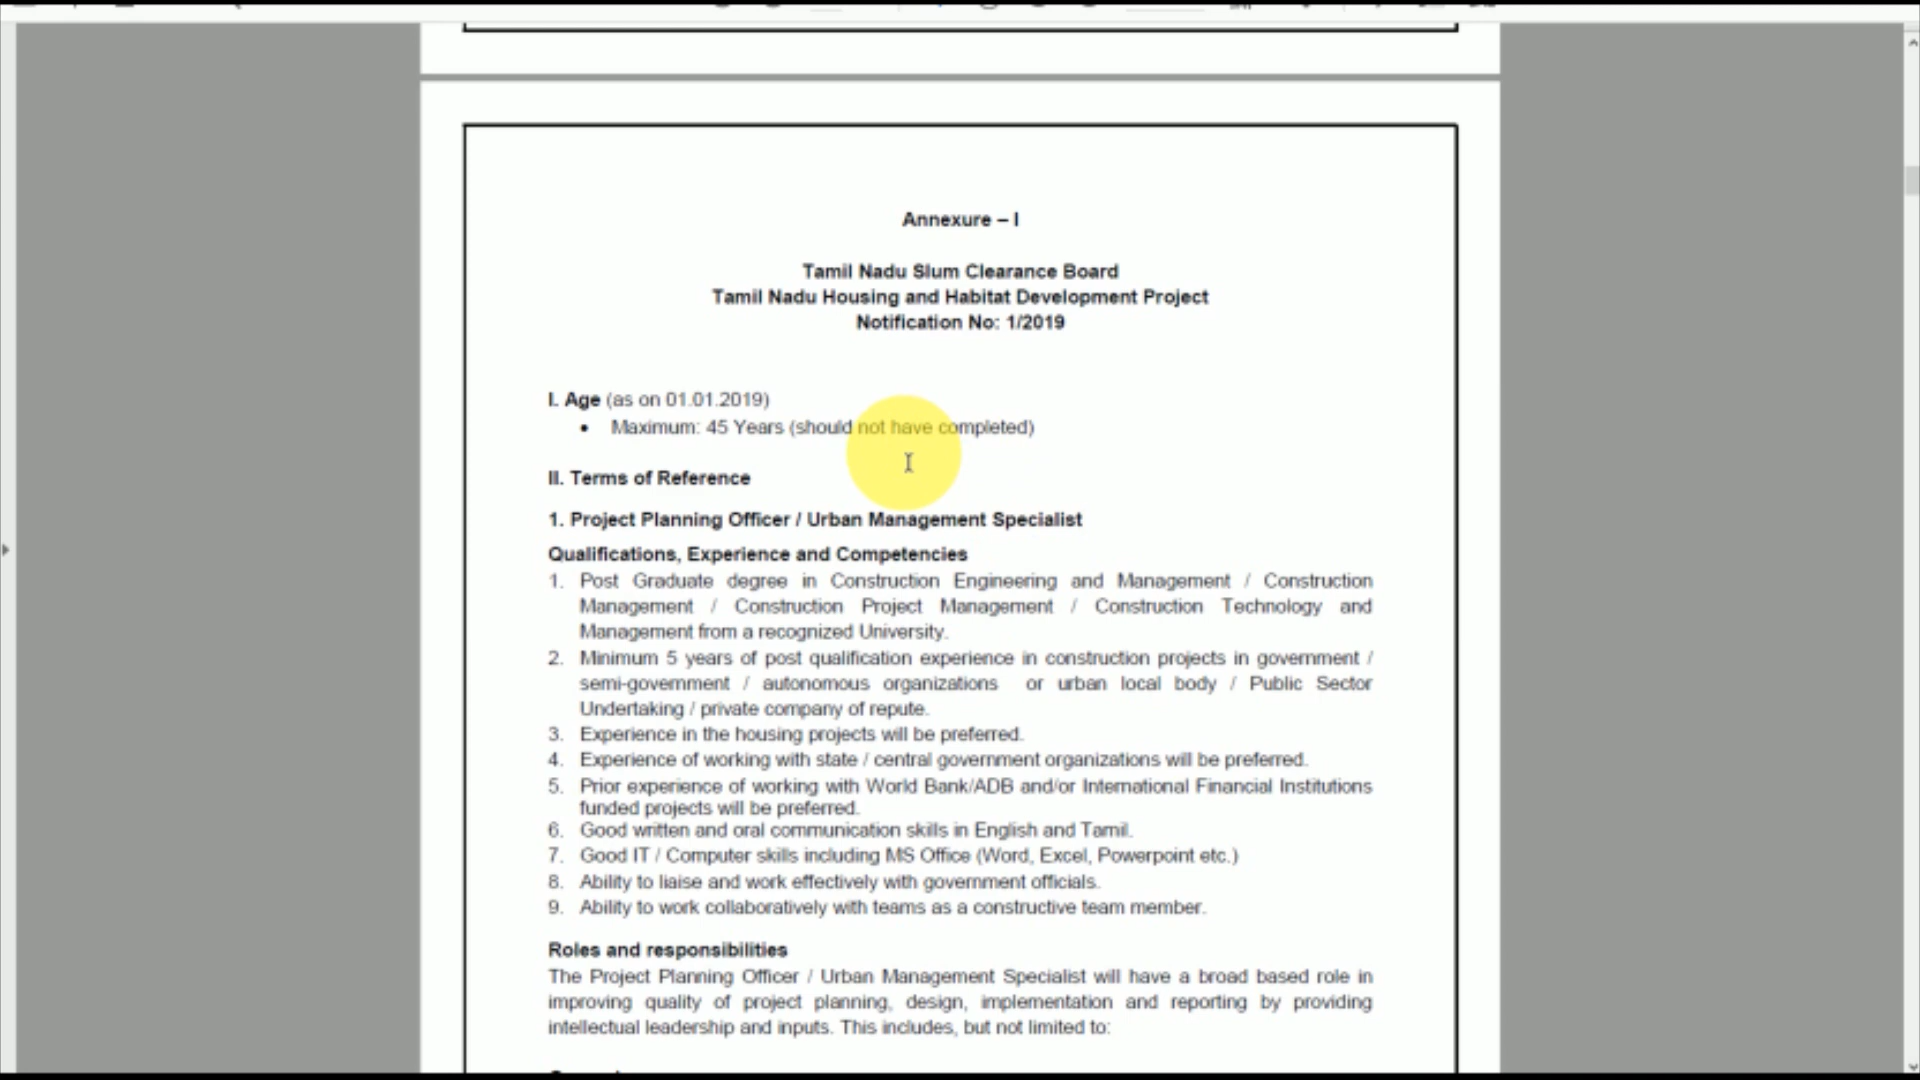 Annexure – I
Tamil Nadu Slum Clearance Board
Tamil Nadu Housing and Habitat Development Project
Notification No: 1/2019
I. Age (as on 01.01.2019)
• Maximum: 45 Years (should not have completed)
II. Terms of Reference
1. Project Planning Officer / Urban Management Specialist
Qualifications, Experience and Competencies
1. Post Graduate degree in Construction Engineering and Management / Construction
Management / Construction Project Management / Construction Technology and
Management from a recognized University.
2. Minimum 5 years of post qualification experience in construction projects in government /
semi-government / autonomous organizations or urban local body / Public Sector
Undertaking / private company of repute.
3. Experience in the housing projects will be preferred.
4. Experience of working with state / central government organizations will be preferred.
5. Prior experience of working with World Bank/ADB and/or International Financial Institutions
funded projects will be preferred.
6. Good written and oral communication skills in English and Tamil.
7. Good IT / Computer skills including MS Office (Word, Excel, Powerpoint etc.)
8. Ability to liaise and work effectively with government officials.
9. Ability to work collaboratively with teams as a constructive team member.
Roles and responsibilities
The Project Planning Officer / Urban Management Specialist will have a broad based role in
improving quality of project planning, design, implementation and reporting by providing
intellectual leadership and inputs. This includes, but not limited to: